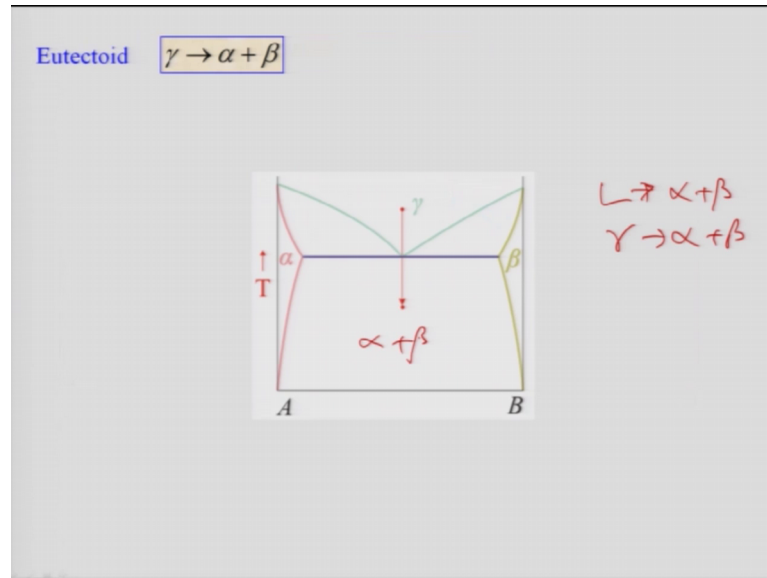 Eutectoid γ → α + β
L → α + β
γ → α + β
γ
α
β
↑
T
α + β
A
B